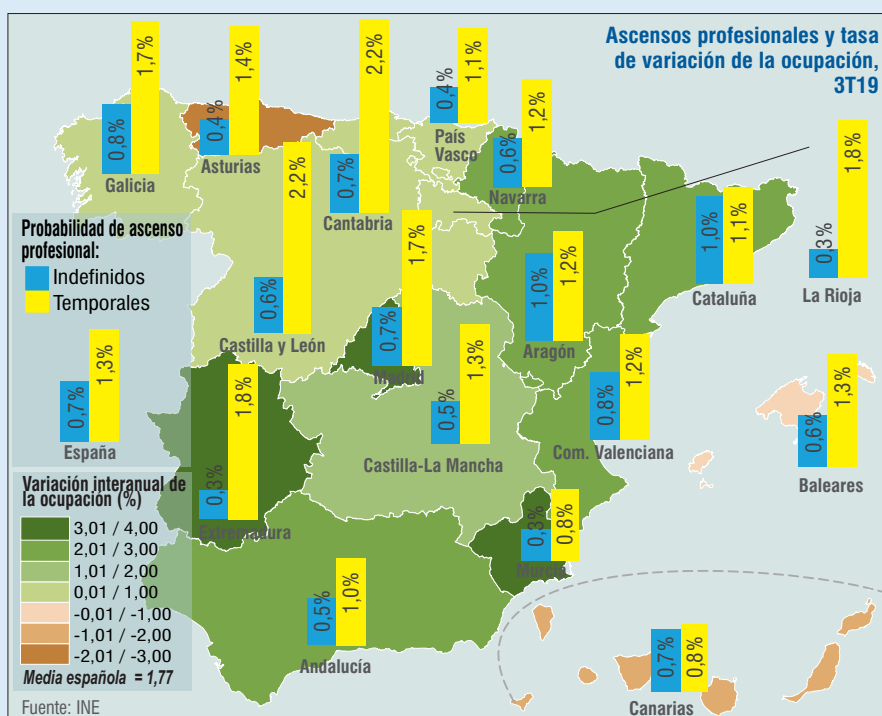 Ascensos profesionales y tasa
de variación de la ocupación,
3T19
0,8%
1,7%
Galicia
0,4%
1,4%
Asturias
0,7%
2,2%
Cantabria
0,4%
1,1%
País
Vasco
0,6%
1,2%
Navarra
0,3%
1,8%
La Rioja
1,0%
1,1%
Cataluña
1,0%
1,2%
Aragón
0,6%
2,2%
Castilla y León
0,7%
1,7%
Madrid
Probabilidad de ascenso
profesional:
Indefinidos
Temporales
0,7%
1,3%
España
0,3%
1,8%
Extremadura
0,5%
1,3%
Castilla-La Mancha
0,8%
1,2%
Com. Valenciana
0,6%
1,3%
Baleares
0,3%
0,8%
Murcia
0,5%
1,0%
Andalucía
0,7%
0,8%
Canarias
Variación interanual de
la ocupación (%)
3,01 / 4,00
2,01 / 3,00
1,01 / 2,00
0,01 / 1,00
-0,01 / -1,00
-1,01 / -2,00
-2,01 / -3,00
Media española = 1,77
Fuente: INE